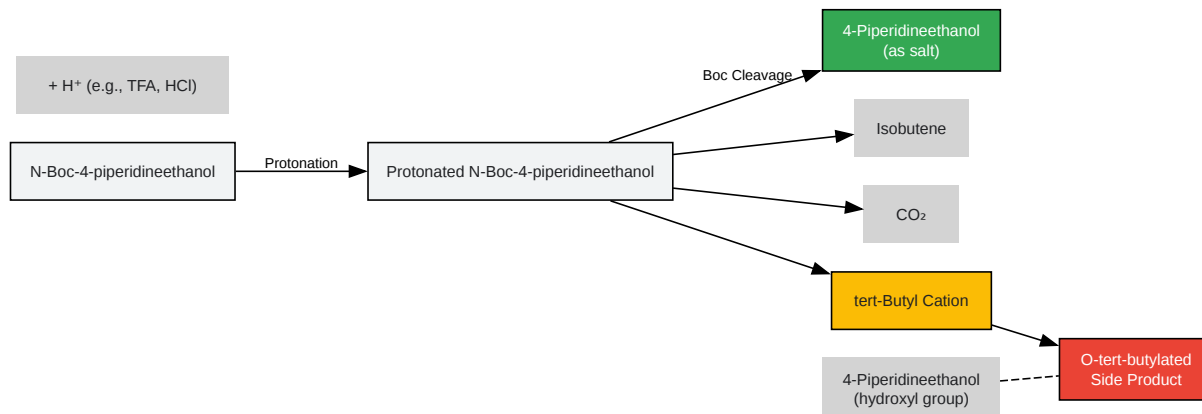 + H⁺ (e.g., TFA, HCl)
N-Boc-4-piperidineethanol
Protonation
Protonated N-Boc-4-piperidineethanol
Boc Cleavage
4-Piperidineethanol
(as salt)
Isobutene
CO₂
tert-Butyl Cation
4-Piperidineethanol
(hydroxyl group)
O-tert-butylated
Side Product